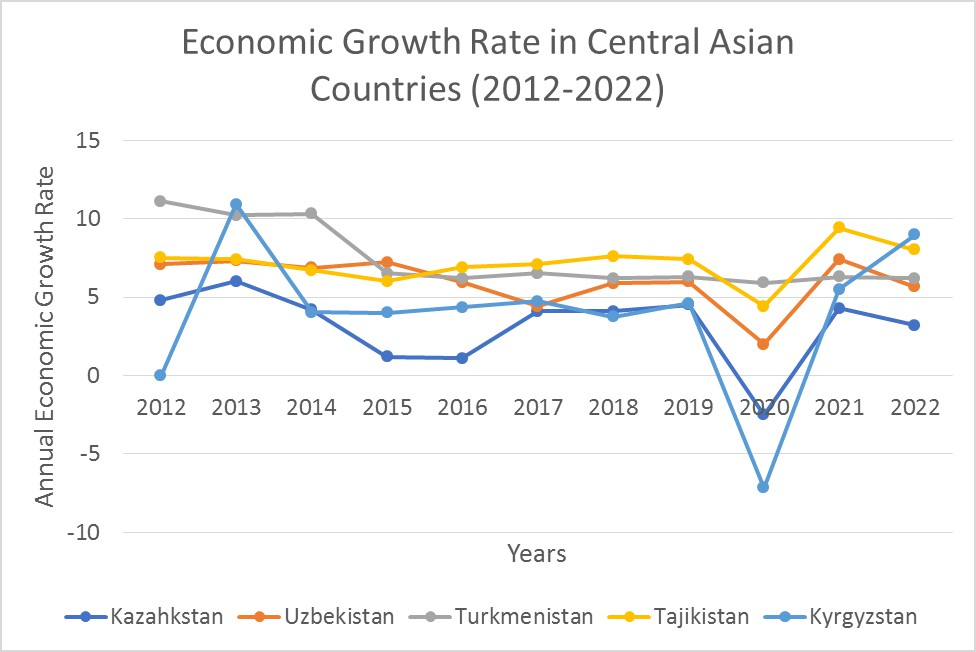 Economic Growth Rate in Central Asian
Countries (2012-2022)
15
10
5
0
-5
-10
Annual Economic Growth Rate
2012 2013 2014 2015 2016 2017 2018 2019 2020 2021 2022
Years
Kazahkstan Uzbekistan Turkmenistan Tajikistan Kyrgyzstan